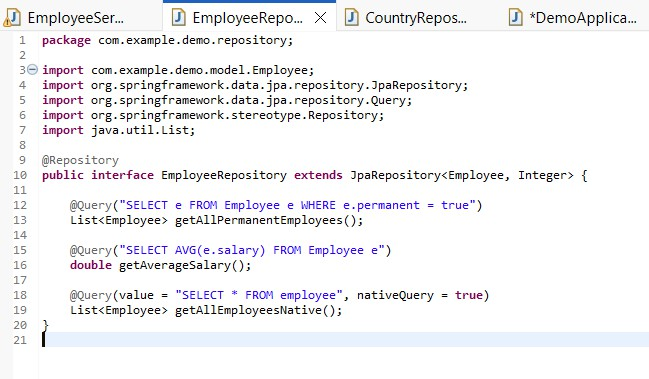 EmployeeSer...
EmployeeRepo...
CountryRepos...
*DemoApplica...
1 package com.example.demo.repository;
2
3 import com.example.demo.model.Employee;
4 import org.springframework.data.jpa.repository.JpaRepository;
5 import org.springframework.data.jpa.repository.Query;
6 import org.springframework.stereotype.Repository;
7 import java.util.List;
8
9 @Repository
10 public interface EmployeeRepository extends JpaRepository<Employee, Integer> {
11
12     @Query("SELECT e FROM Employee e WHERE e.permanent = true")
13     List<Employee> getAllPermanentEmployees();
14
15     @Query("SELECT AVG(e.salary) FROM Employee e")
16     double getAverageSalary();
17
18     @Query(value = "SELECT * FROM employee", nativeQuery = true)
19     List<Employee> getAllEmployeesNative();
20 }
21